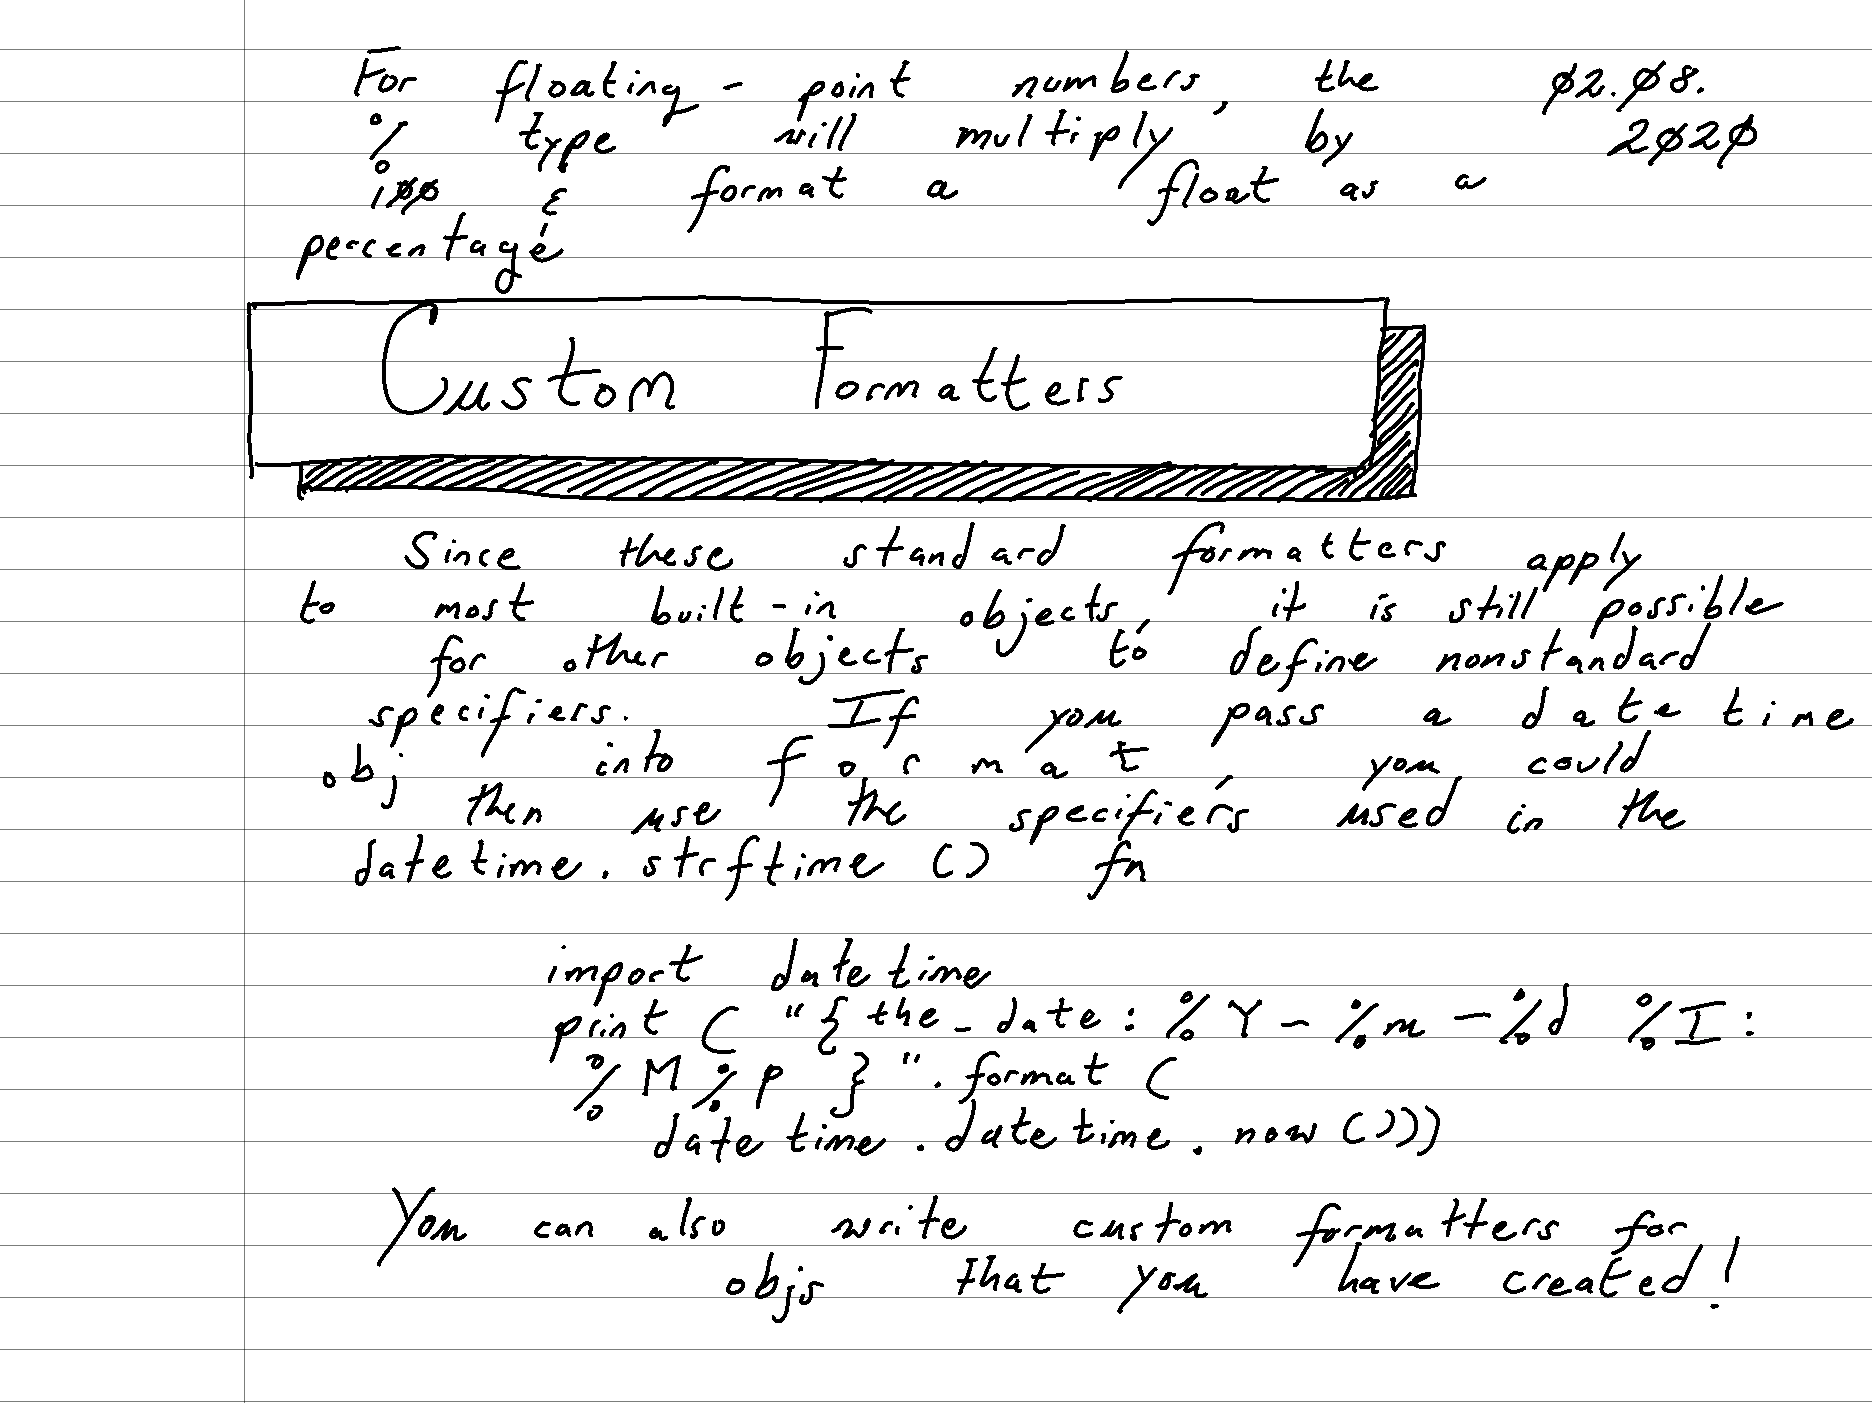 For floating-point numbers, the Ø2.Ø8.
% type will multiply by 2Ø2Ø
1ØØ & format a float as a
percentage
Custom Formatters
Since these standard formatters apply
to most built-in objects, it is still possible
for other objects to define nonstandard
specifiers. If you pass a datetime
obj into format, you could
then use the specifiers used in the
datetime.strftime() fn
import datetime
print("{the_date:%Y-%m-%d %I:
%M%p}".format(
datetime.datetime.now()))
You can also write custom formatters for
objs that you have created!